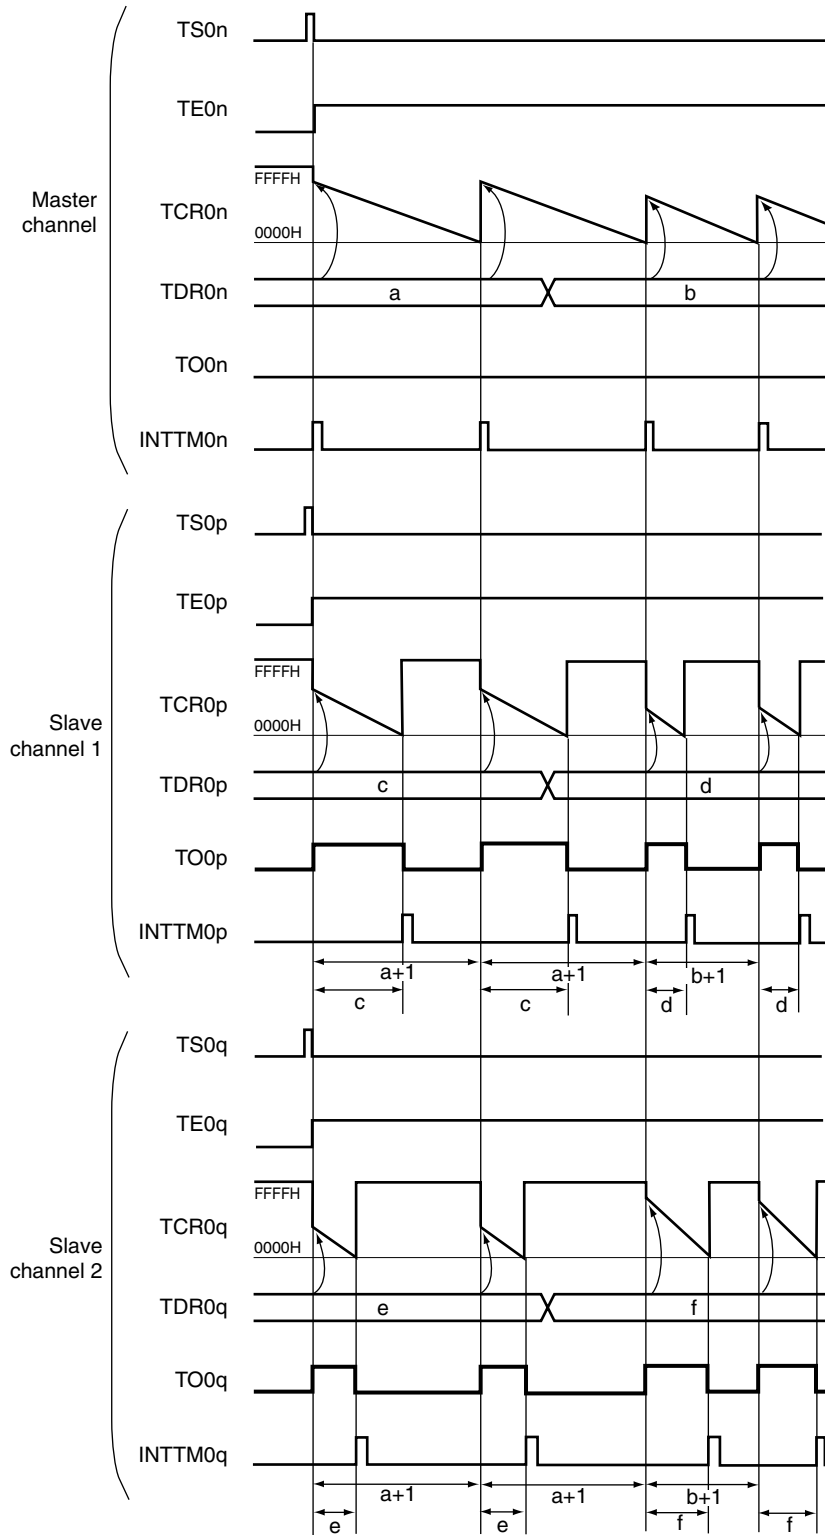 TS0n
TE0n
FFFFH
Master
channel
TCR0n
0000H
TDR0n
a
b
TO0n
INTTM0n
TS0p
TE0p
FFFFH
TCR0p
Slave
channel 1
0000H
TDR0p
c
d
TO0p
INTTM0p
a+1
a+1
b+1
c
c
d
d
TS0q
TE0q
FFFFH
TCR0q
Slave
channel 2
0000H
TDR0q
e
f
TO0q
INTTM0q
a+1
a+1
b+1
e
e
f
f